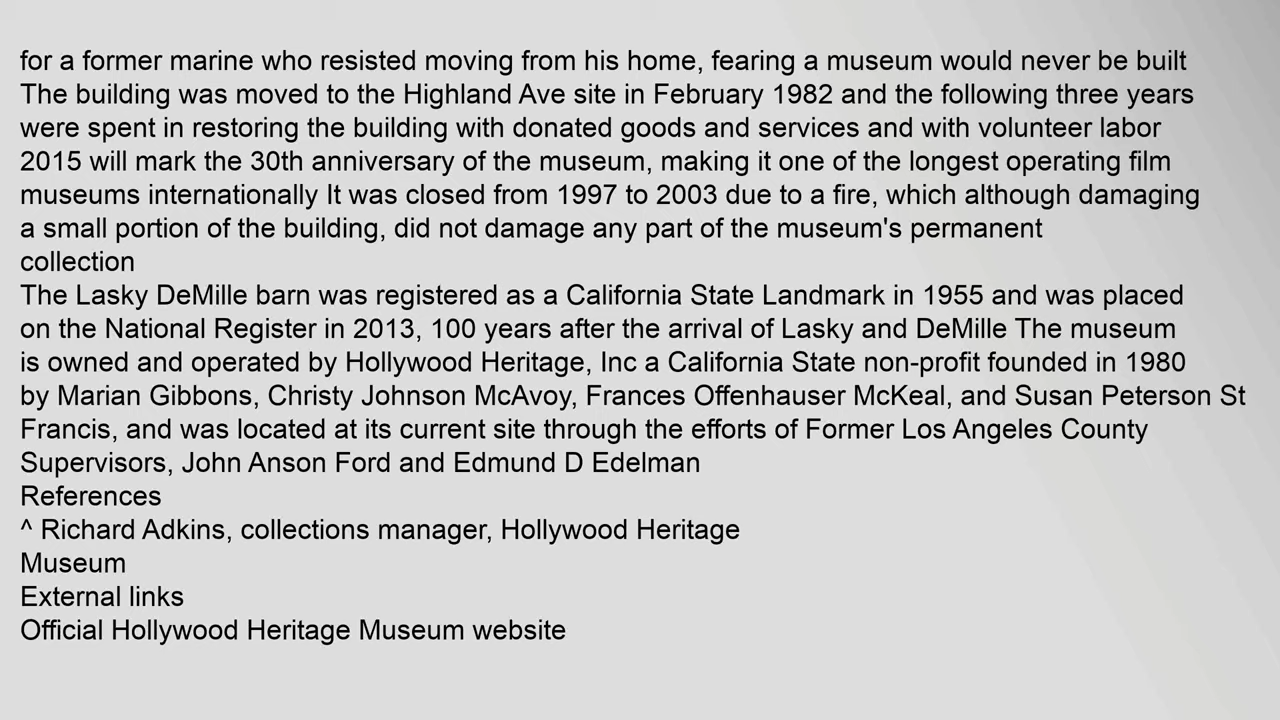 for a former marine who resisted moving from his home, fearing a museum would never be built
The building was moved to the Highland Ave site in February 1982 and the following three years
were spent in restoring the building with donated goods and services and with volunteer labor
2015 will mark the 30th anniversary of the museum, making it one of the longest operating film
museums internationally It was closed from 1997 to 2003 due to a fire, which although damaging
a small portion of the building, did not damage any part of the museum's permanent
collection
The Lasky DeMille barn was registered as a California State Landmark in 1955 and was placed
on the National Register in 2013, 100 years after the arrival of Lasky and DeMille The museum
is owned and operated by Hollywood Heritage, Inc a California State non-profit founded in 1980
by Marian Gibbons, Christy Johnson McAvoy, Frances Offenhauser McKeal, and Susan Peterson St
Francis, and was located at its current site through the efforts of Former Los Angeles County
Supervisors, John Anson Ford and Edmund D Edelman
References
^ Richard Adkins, collections manager, Hollywood Heritage
Museum
External links
Official Hollywood Heritage Museum website